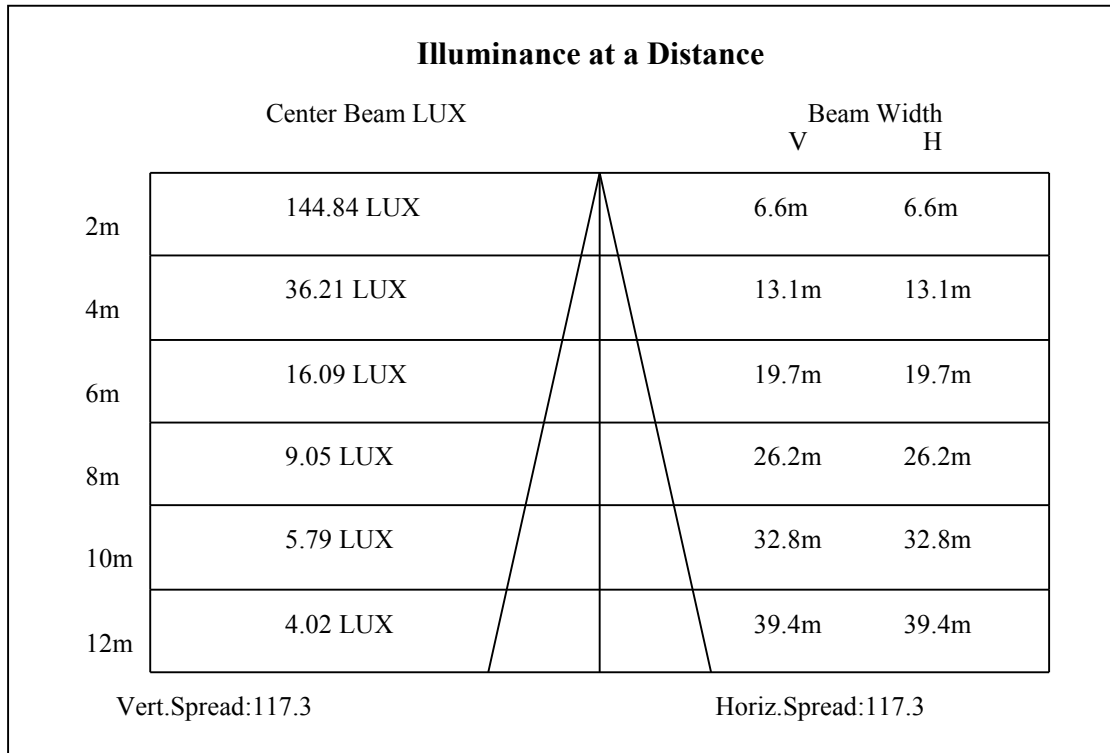 Illuminance at a Distance
Center Beam LUX Beam Width
V H
2m 144.84 LUX 6.6m 6.6m
4m 36.21 LUX 13.1m 13.1m
6m 16.09 LUX 19.7m 19.7m
8m 9.05 LUX 26.2m 26.2m
10m 5.79 LUX 32.8m 32.8m
12m 4.02 LUX 39.4m 39.4m
Vert.Spread:117.3 Horiz.Spread:117.3